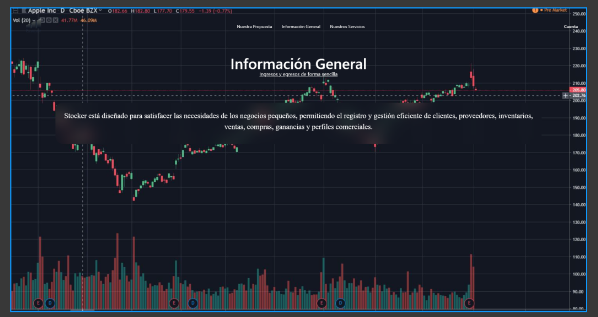 Apple Inc D Cboe BZX
Vol (20)
Pre Market
Nuestra Propuesta Información General Nuestros Servicios Cuenta
Información General
Ingresos y egresos de forma sencilla
Stocker está diseñado para satisfacer las necesidades de los negocios pequeños, permitiendo el registro y gestión eficiente de clientes, proveedores, inventarios,
ventas, compras, ganancias y perfiles comerciales.
250.00
240.00
230.00
220.00
210.00
200.00
190.00
180.00
170.00
160.00
150.00
140.00
130.00
120.00
110.00
100.00
90.00
E D E D E D E